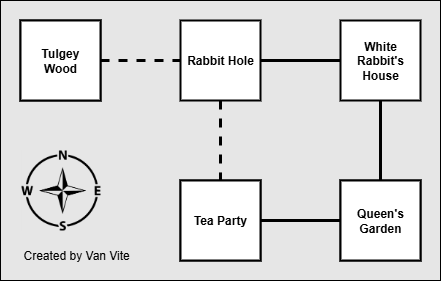 Tulgey
Wood
Rabbit Hole
White
Rabbit's
House
Tea Party
Queen's
Garden
N
W
E
S
Created by Van Vite